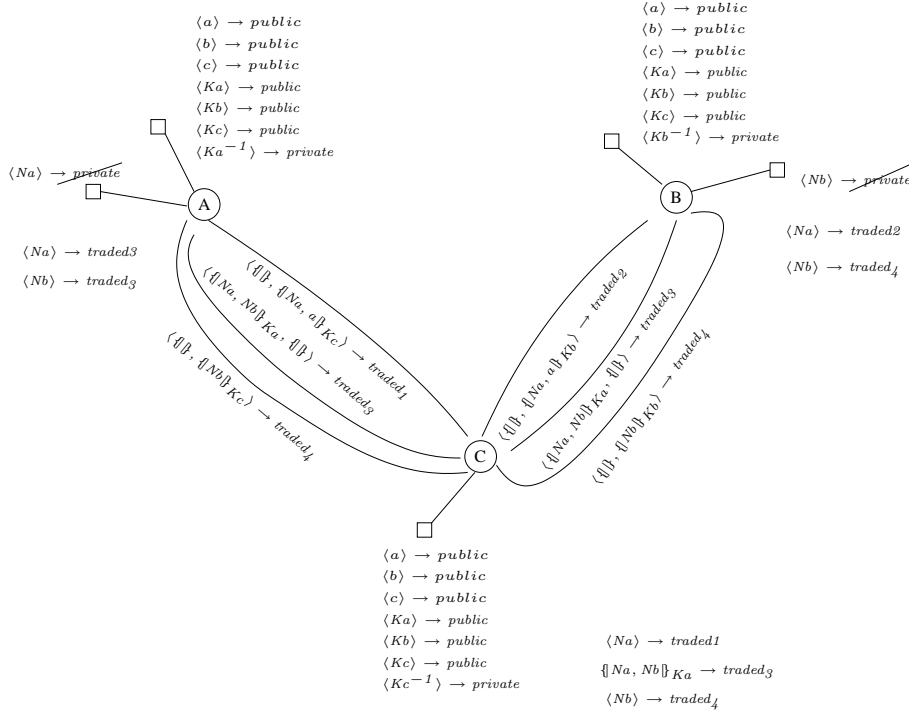 ⟨a⟩ → public
⟨b⟩ → public
⟨c⟩ → public
⟨Ka⟩ → public
⟨Kb⟩ → public
⟨Kc⟩ → public
⟨Ka⁻¹⟩ → private
⟨a⟩ → public
⟨b⟩ → public
⟨c⟩ → public
⟨Ka⟩ → public
⟨Kb⟩ → public
⟨Kc⟩ → public
⟨Kb⁻¹⟩ → private
⟨Na⟩ → private
A
⟨Na⟩ → traded3
⟨Nb⟩ → traded₃
B
⟨Nb⟩ → private
⟨Na⟩ → traded2
⟨Nb⟩ → traded₄
⟨{||}, {|Na, a|}Kc⟩ → traded₁
⟨{|Na, Nb|}Ka, {||}⟩ → traded₃
⟨{||}, {|Nb|}Kc⟩ → traded₄
⟨{||}, {|Na, a|}Kb⟩ → traded₂
⟨{|Na, Nb|}Ka, {||}⟩ → traded₃
⟨{||}, {|Nb|}Kb⟩ → traded₄
C
⟨a⟩ → public
⟨b⟩ → public
⟨c⟩ → public
⟨Ka⟩ → public
⟨Kb⟩ → public
⟨Kc⟩ → public
⟨Kc⁻¹⟩ → private
⟨Na⟩ → traded1
{|Na, Nb|}Ka → traded₃
⟨Nb⟩ → traded₄